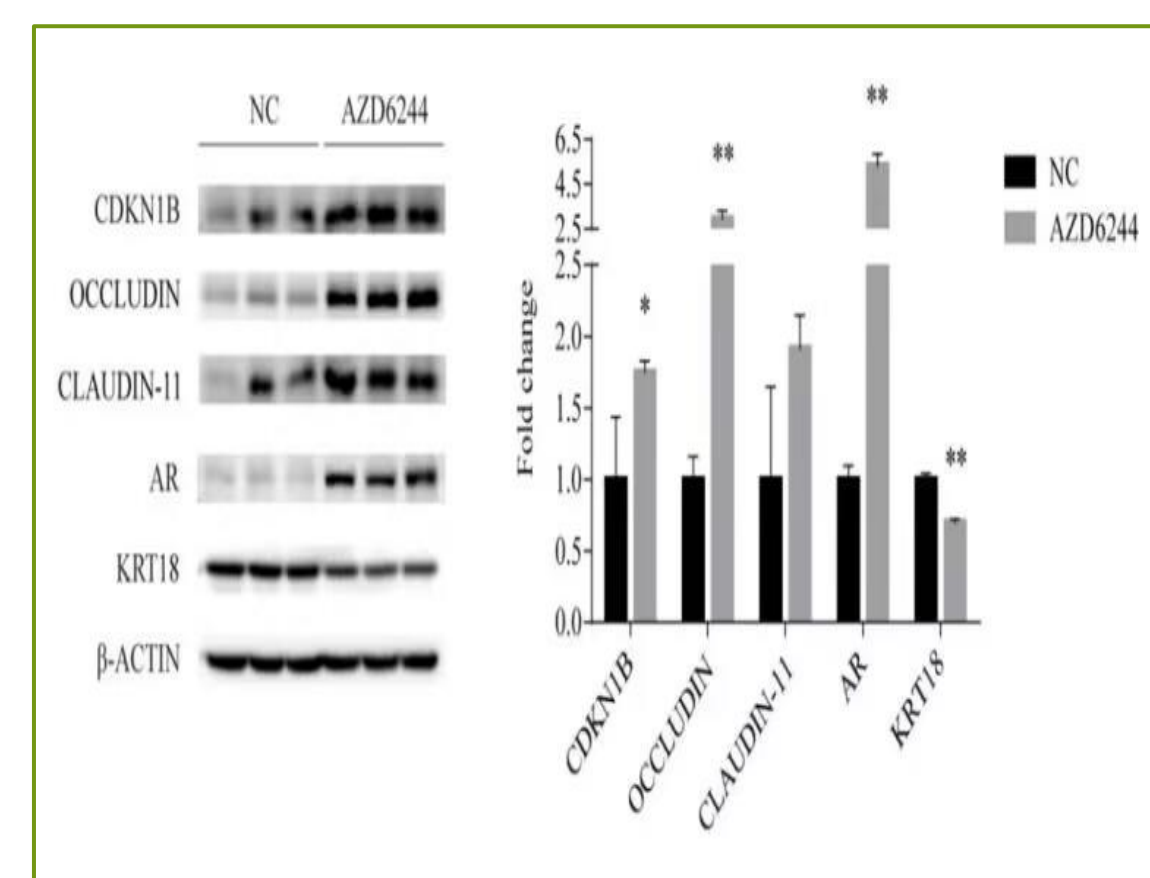 NC AZD6244
CDKN1B
OCCLUDIN
CLAUDIN-11
AR
KRT18
β-ACTIN
Fold change
6.5
4.5
2.5
2.5
2.0
1.5
1.0
0.5
0.0
*
**
**
**
CDKN1B
OCCLUDIN
CLAUDIN-11
AR
KRT18
NC
AZD6244